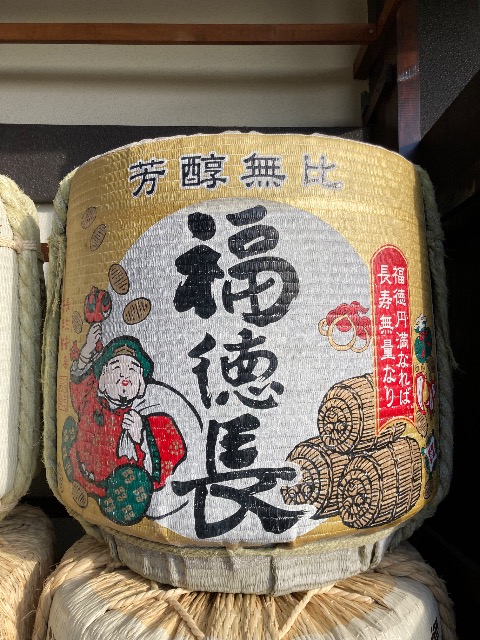 芳醇無比
福徳長
福徳円満なれば
長寿無量なり